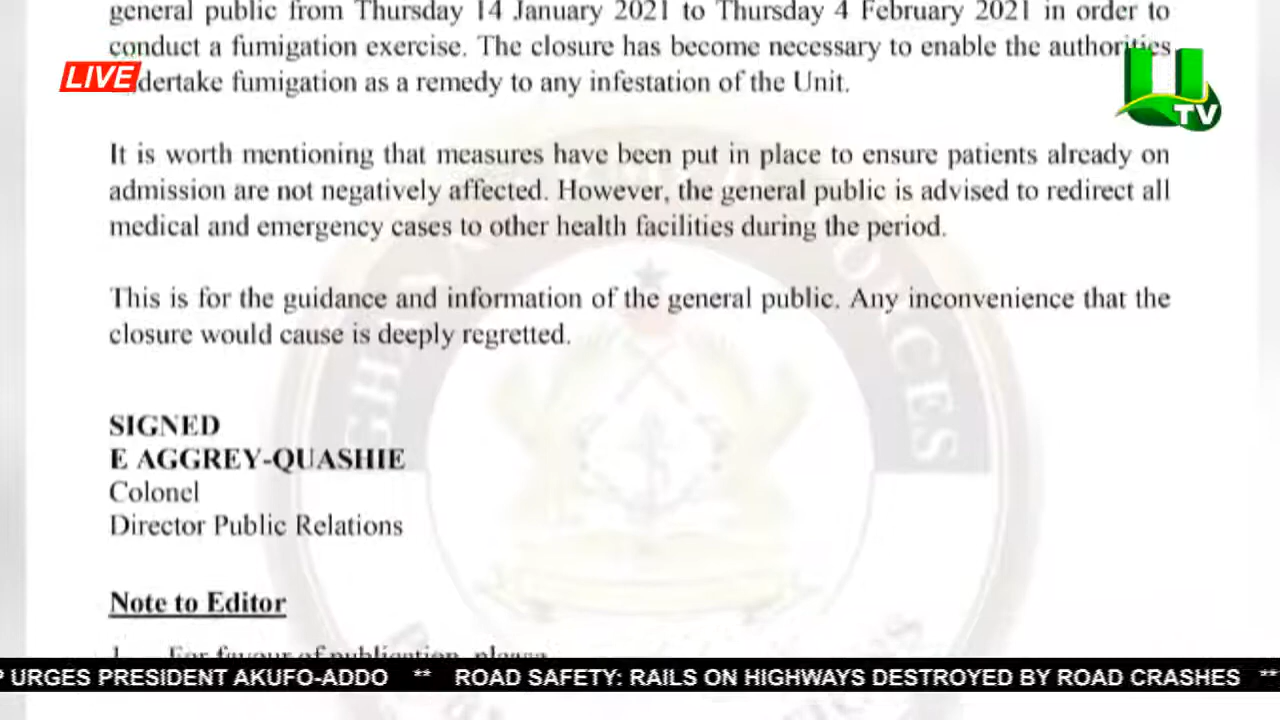 general public from Thursday 14 January 2021 to Thursday 4 February 2021 in order to
conduct a fumigation exercise. The closure has become necessary to enable the authorities
LIVE
dertake fumigation as a remedy to any infestation of the Unit.
U
TV
It is worth mentioning that measures have been put in place to ensure patients already on
admission are not negatively affected. However, the general public is advised to redirect all
medical and emergency cases to other health facilities during the period.
This is for the guidance and information of the general public. Any inconvenience that the
closure would cause is deeply regretted.
SIGNED
E AGGREY-QUASHIE
Colonel
Director Public Relations
Note to Editor
1. For favour of publication, please
P URGES PRESIDENT AKUFO-ADDO ** ROAD SAFETY: RAILS ON HIGHWAYS DESTROYED BY ROAD CRASHES **